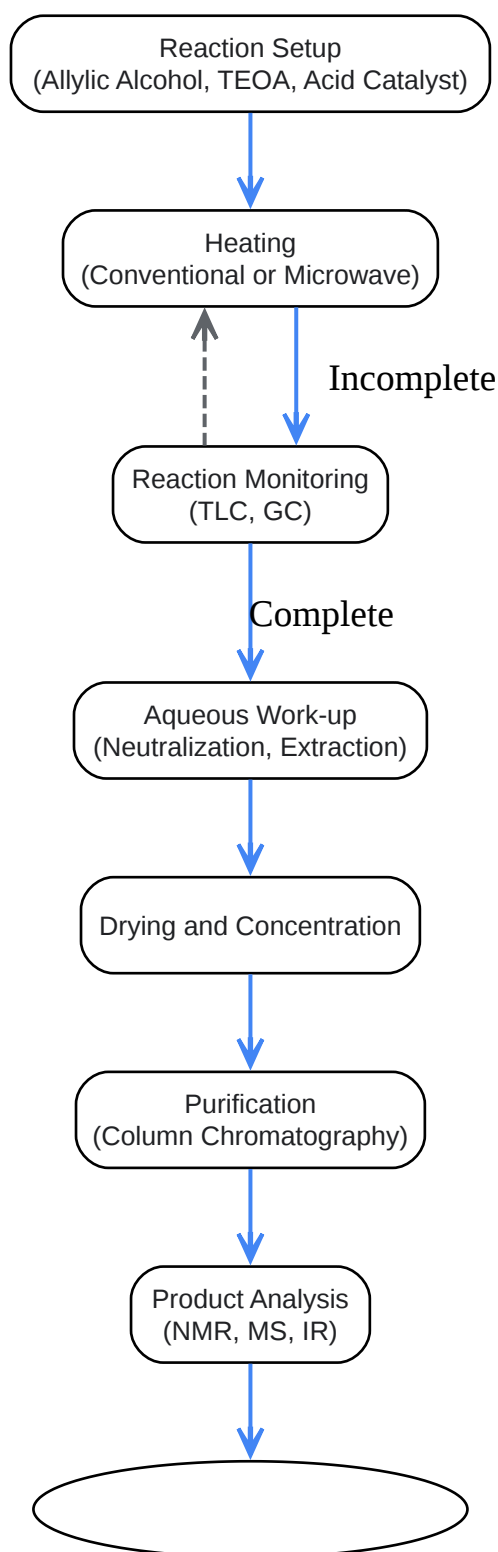 Reaction Setup
(Allylic Alcohol, TEOA, Acid Catalyst)
Heating
(Conventional or Microwave)
Incomplete
Reaction Monitoring
(TLC, GC)
Complete
Aqueous Work-up
(Neutralization, Extraction)
Drying and Concentration
Purification
(Column Chromatography)
Product Analysis
(NMR, MS, IR)